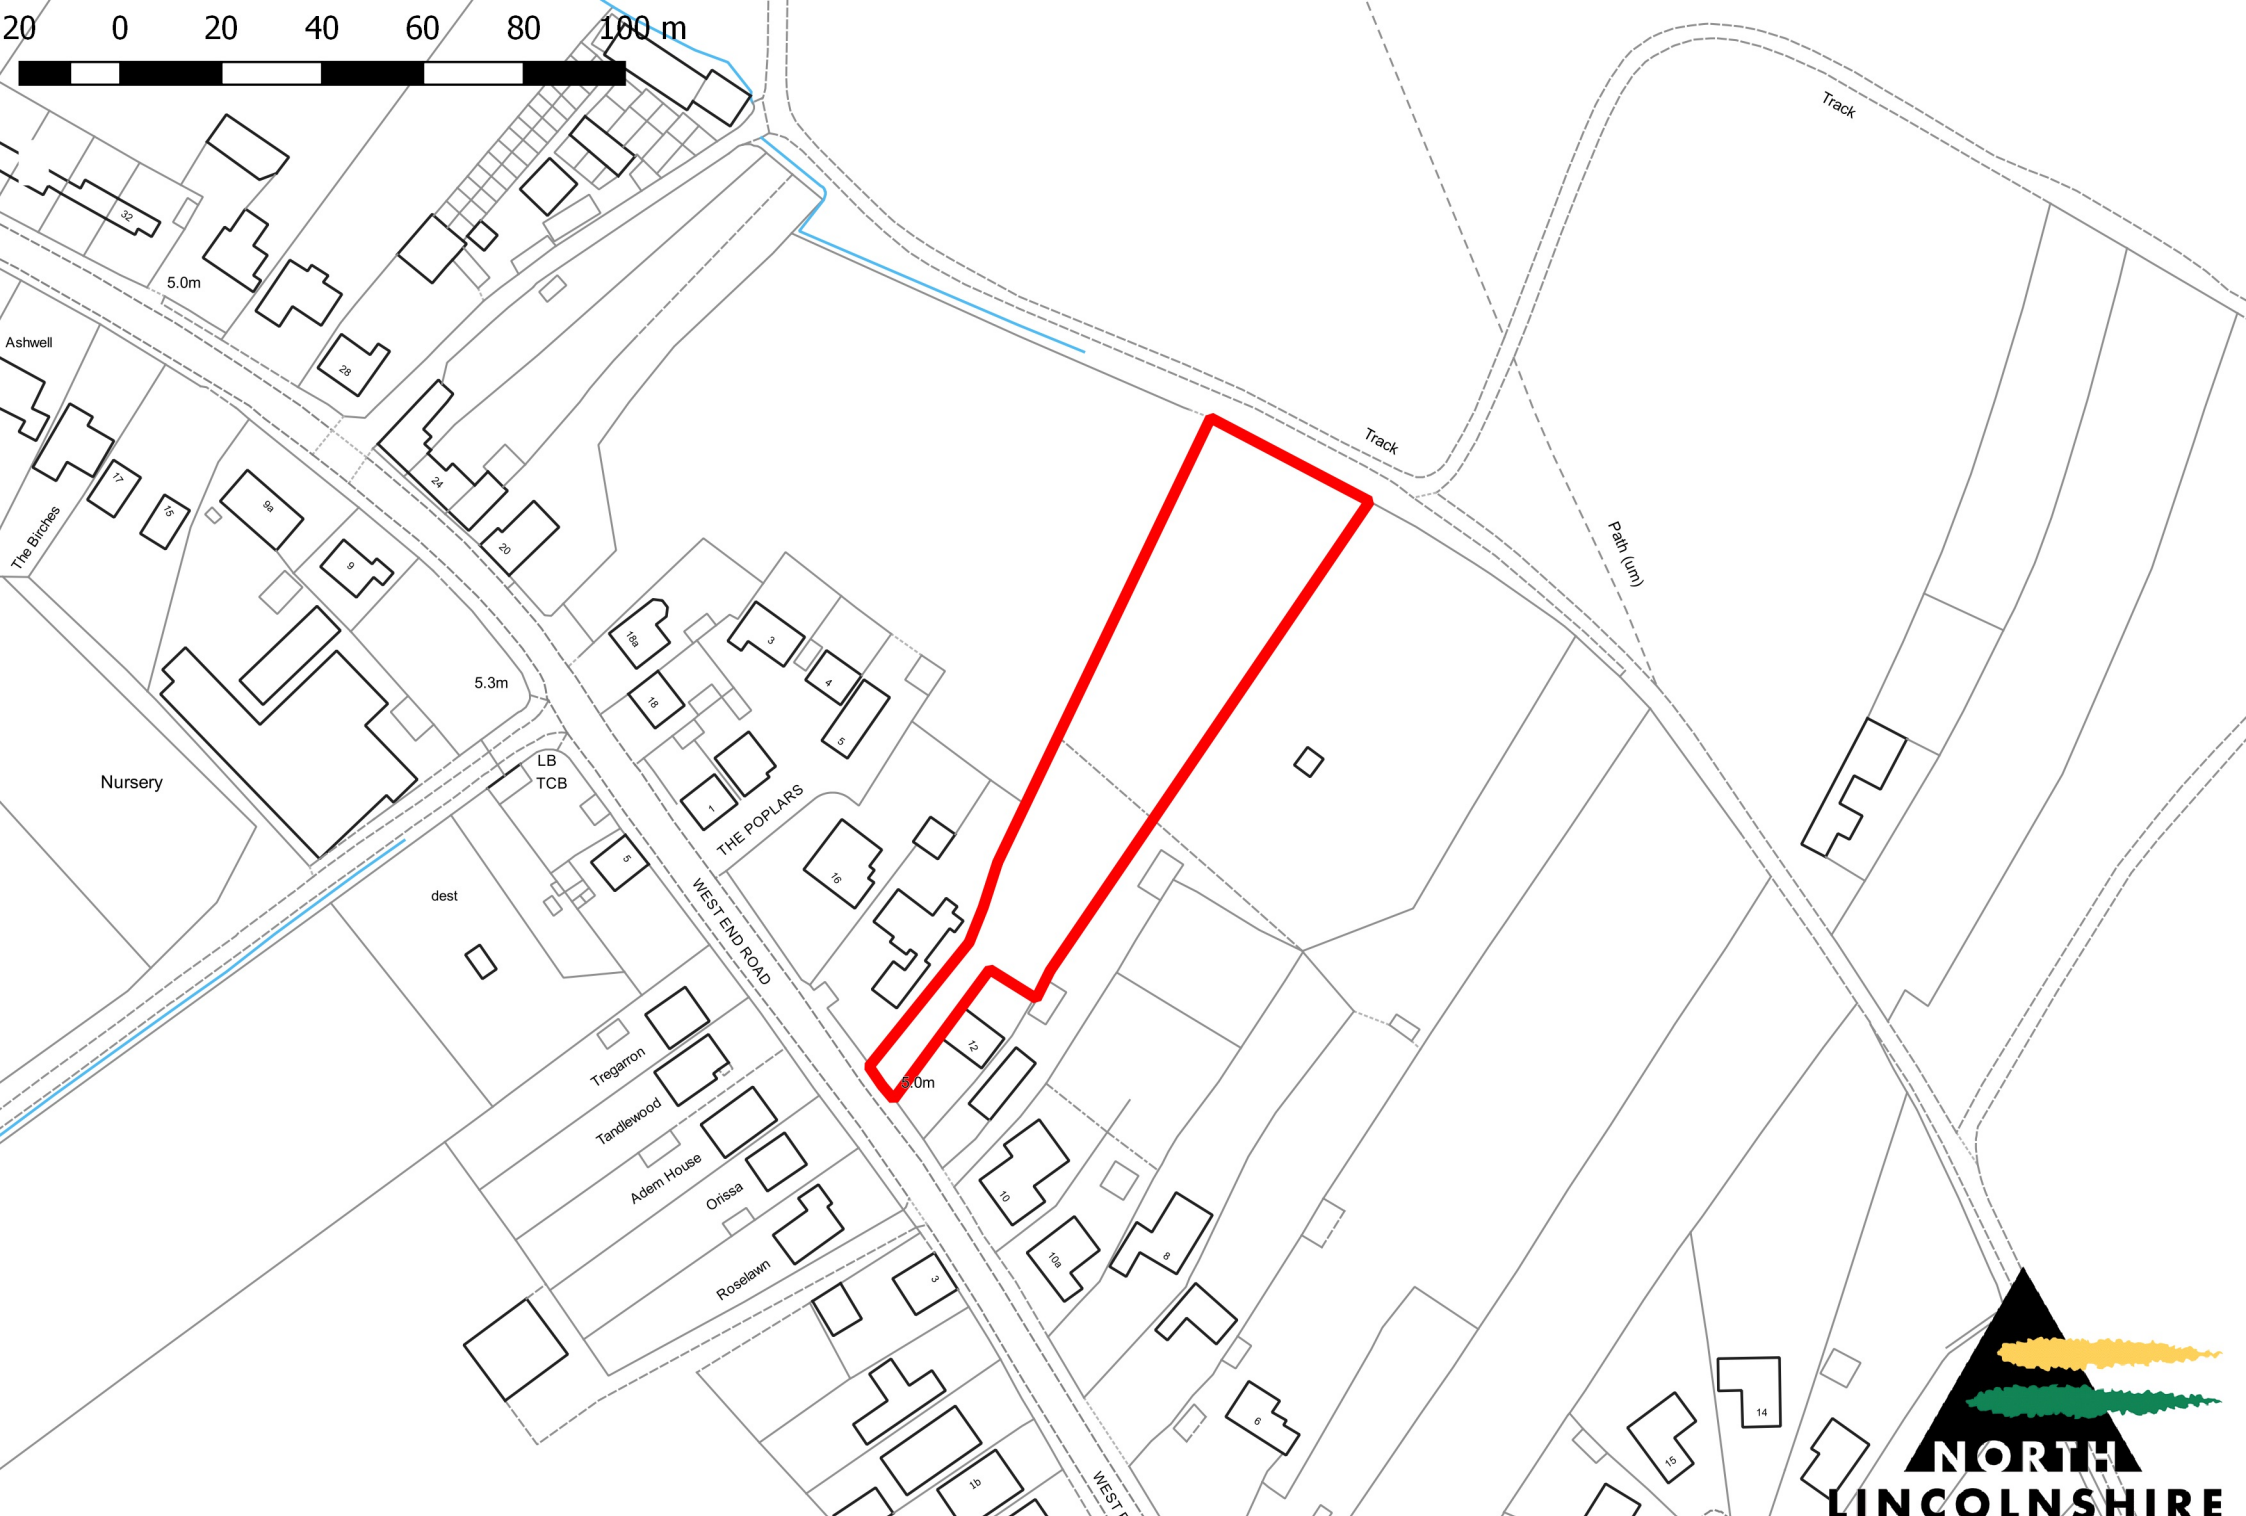 20 0 20 40 60 80 100 m
Track
32
5.0m
Ashwell
28
Track
17
24
9a
15
20
The Birches
Path (um)
9
18a
3
4
5.3m
18
5
LB
Nursery
TCB
1
THE POPLARS
5
16
dest
WEST END ROAD
12
Tregarron
5.0m
Tandlewood
Adem House
Orissa
10
8
10a
Roselawn
3
14
6
15
1b
WEST E
NORTH
LINCOLNSHIRE